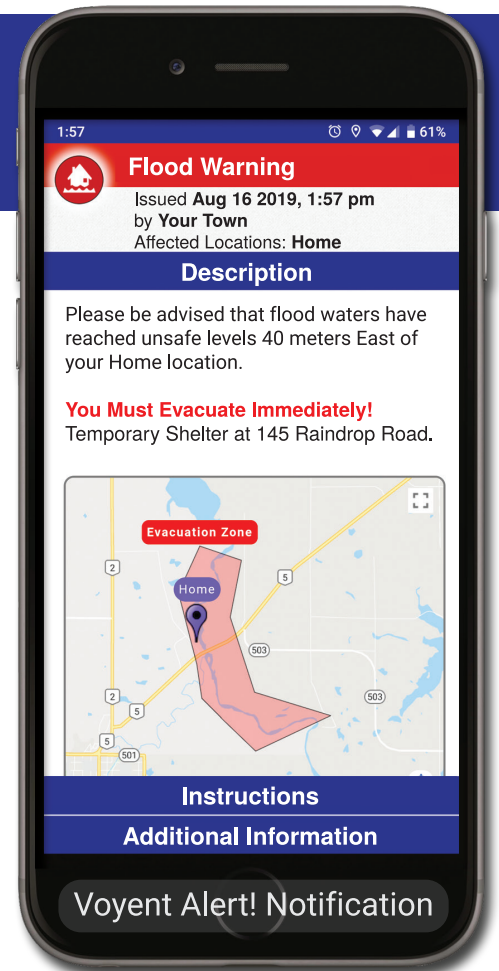 1:57
61%
Flood Warning
Issued Aug 16 2019, 1:57 pm
by Your Town
Affected Locations: Home
Description
Please be advised that flood waters have
reached unsafe levels 40 meters East of
your Home location.
You Must Evacuate Immediately!
Temporary Shelter at 145 Raindrop Road.
Evacuation Zone
2
5
Home
503
2
5
503
5
501
Instructions
Additional Information
Voyent Alert! Notification